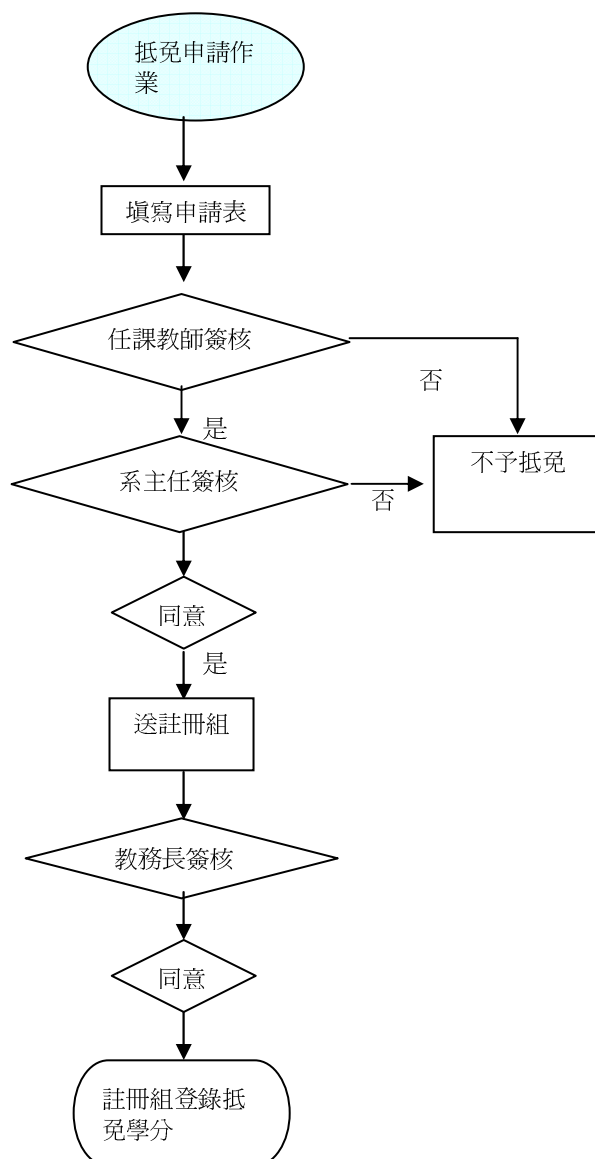 抵免申請作
業
填寫申請表
任課教師簽核
否
是
系主任簽核
不予抵免
否
同意
是
送註冊組
教務長簽核
同意
註冊組登錄抵
免學分